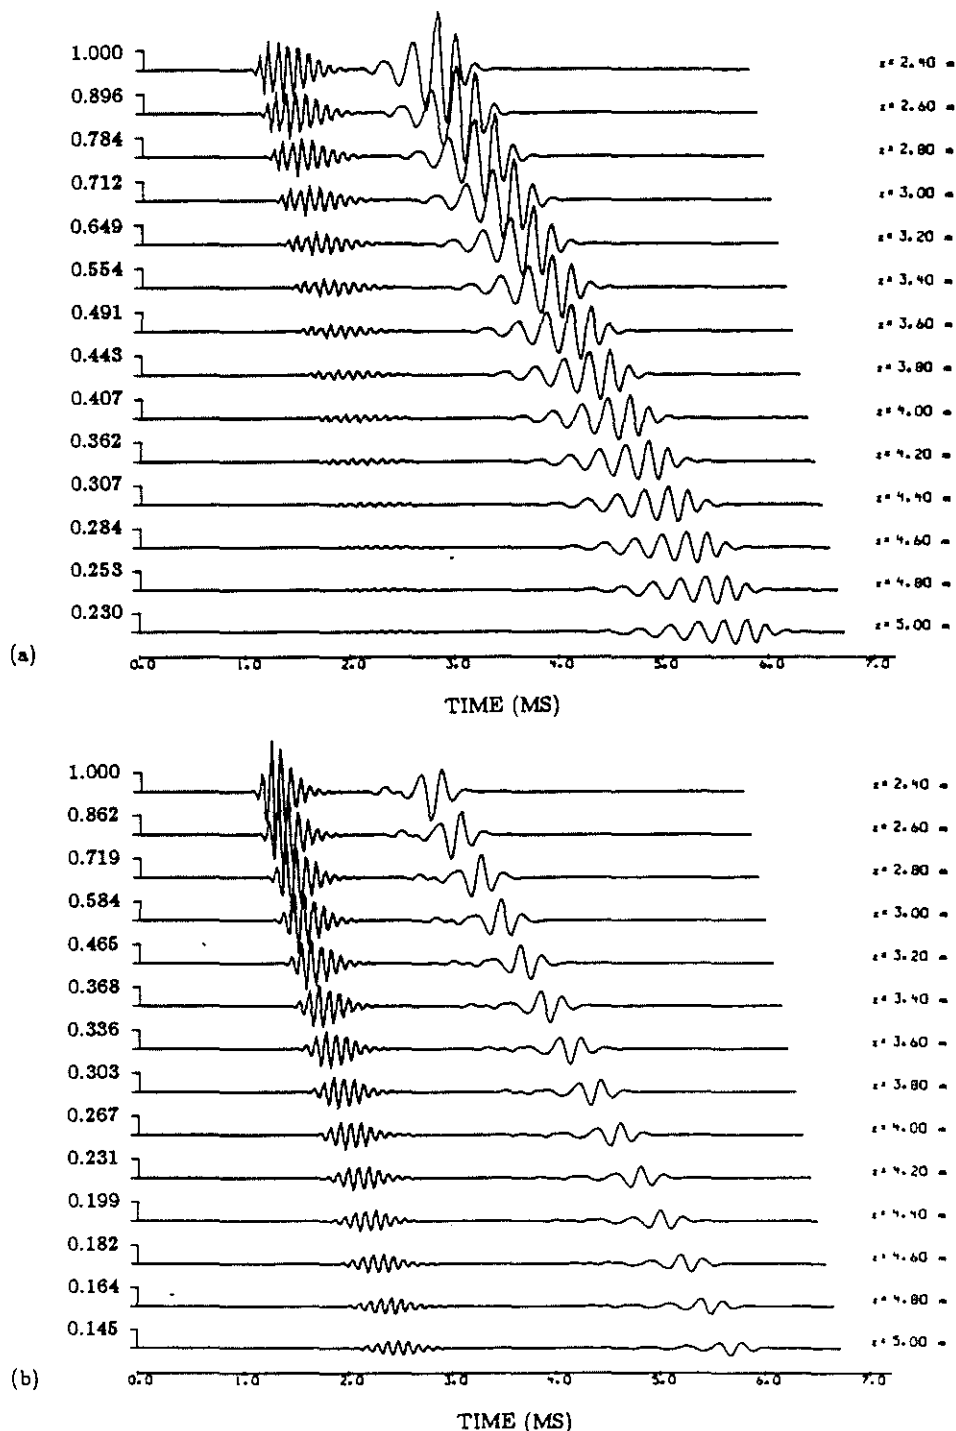 1.000 z= 2.40 m
0.896 z= 2.60 m
0.784 z= 2.80 m
0.712 z= 3.00 m
0.649 z= 3.20 m
0.554 z= 3.40 m
0.491 z= 3.60 m
0.443 z= 3.80 m
0.407 z= 4.00 m
0.362 z= 4.20 m
0.307 z= 4.40 m
0.284 z= 4.60 m
0.253 z= 4.80 m
0.230 z= 5.00 m
(a)
0.0 1.0 2.0 3.0 4.0 5.0 6.0 7.0
TIME (MS)
1.000 z= 2.40 m
0.862 z= 2.60 m
0.719 z= 2.80 m
0.584 z= 3.00 m
0.465 z= 3.20 m
0.368 z= 3.40 m
0.336 z= 3.60 m
0.303 z= 3.80 m
0.267 z= 4.00 m
0.231 z= 4.20 m
0.199 z= 4.40 m
0.182 z= 4.60 m
0.164 z= 4.80 m
0.145 z= 5.00 m
(b)
0.0 1.0 2.0 3.0 4.0 5.0 6.0 7.0
TIME (MS)